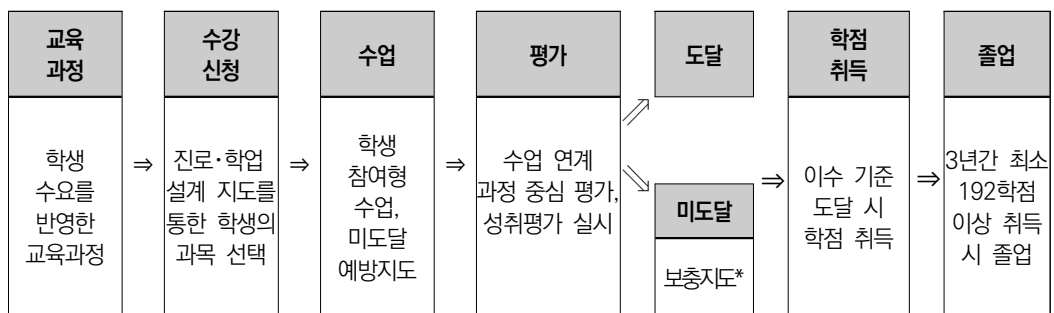 교육
과정
학생
수요를
반영한
교육과정
⇒
수강
신청
진로·학업
설계 지도를
통한 학생의
과목 선택
⇒
수업
학생
참여형
수업,
미도달
예방지도
⇒
평가
수업 연계
과정 중심 평가,
성취평가 실시
⇗
도달
⇘
미도달
보충지도*
⇒
학점
취득
이수 기준
도달 시
학점 취득
⇒
졸업
3년간 최소
192학점
이상 취득
시 졸업